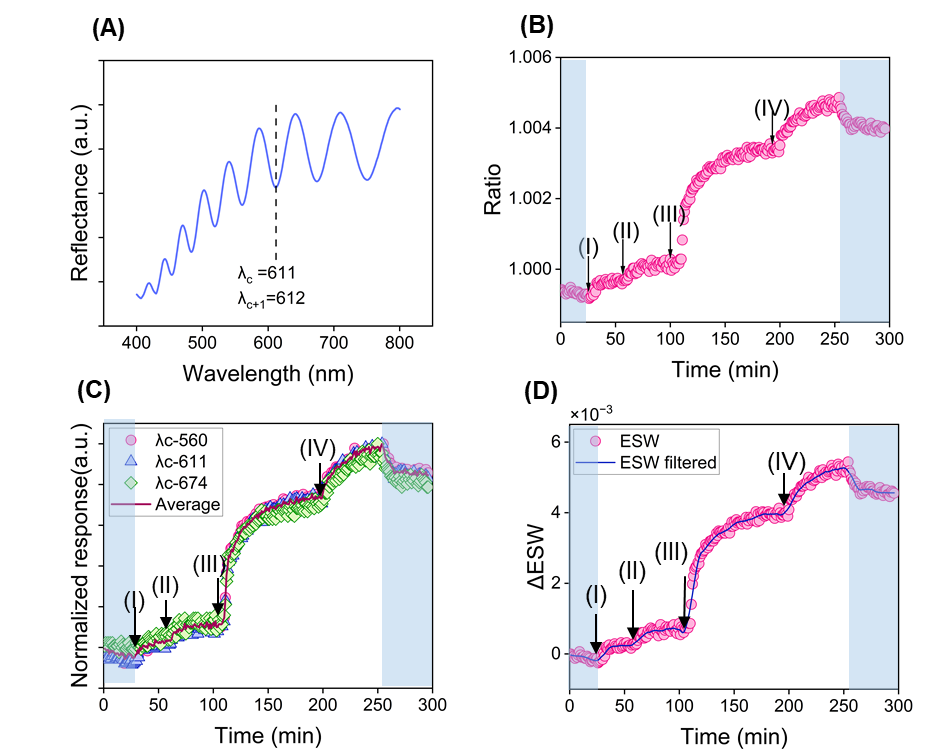 (A)
Reflectance (a.u.)
λc =611
λc+1=612
400 500 600 700 800
Wavelength (nm)
(B)
1.006
1.004
1.002
1.000
Ratio
(I)
(II)
(III)
(IV)
0 50 100 150 200 250 300
Time (min)
(C)
Normalized response(a.u.)
λc-560
λc-611
λc-674
Average
(I)
(II)
(III)
(IV)
0 50 100 150 200 250 300
Time (min)
(D)
×10⁻³
6
4
2
0
ΔESW
ESW
ESW filtered
(I)
(II)
(III)
(IV)
0 50 100 150 200 250 300
Time (min)